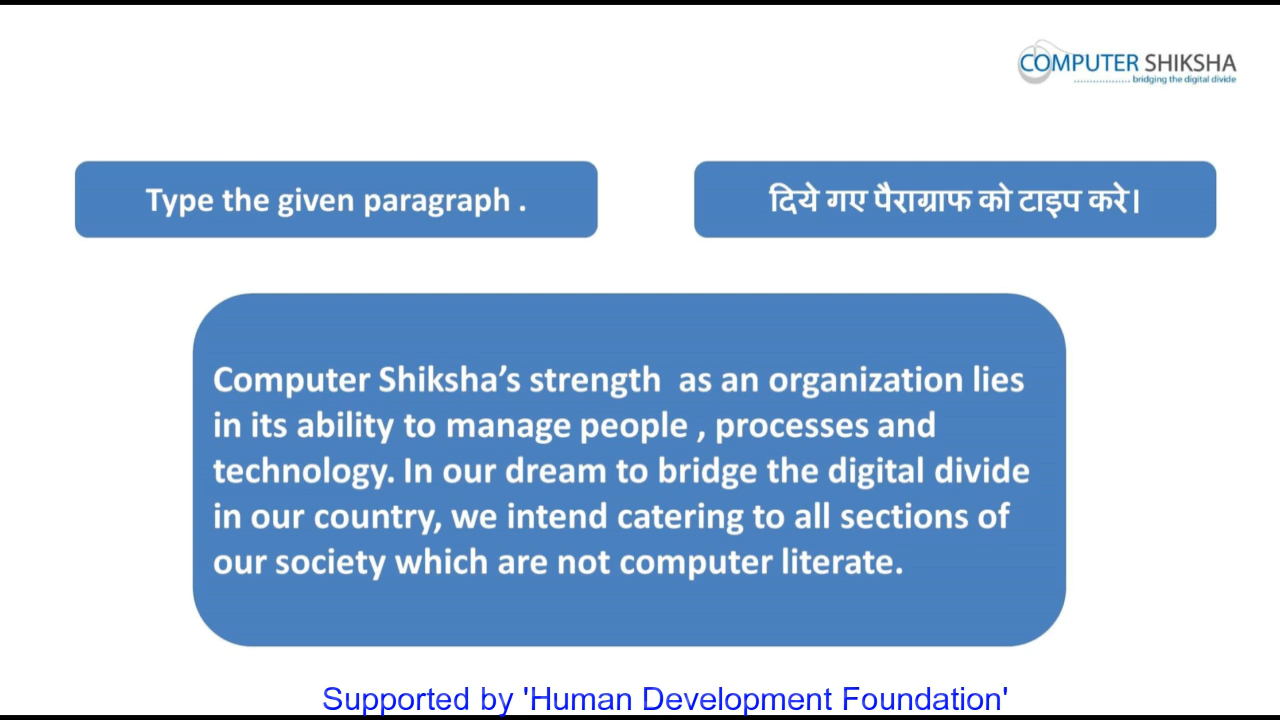 COMPUTER SHIKSHA
.................. bridging the digital divide
Type the given paragraph .
दिये गए पैराग्राफ को टाइप करे।
Computer Shiksha’s strength  as an organization lies
in its ability to manage people , processes and
technology. In our dream to bridge the digital divide
in our country, we intend catering to all sections of
our society which are not computer literate.
Supported by 'Human Development Foundation'